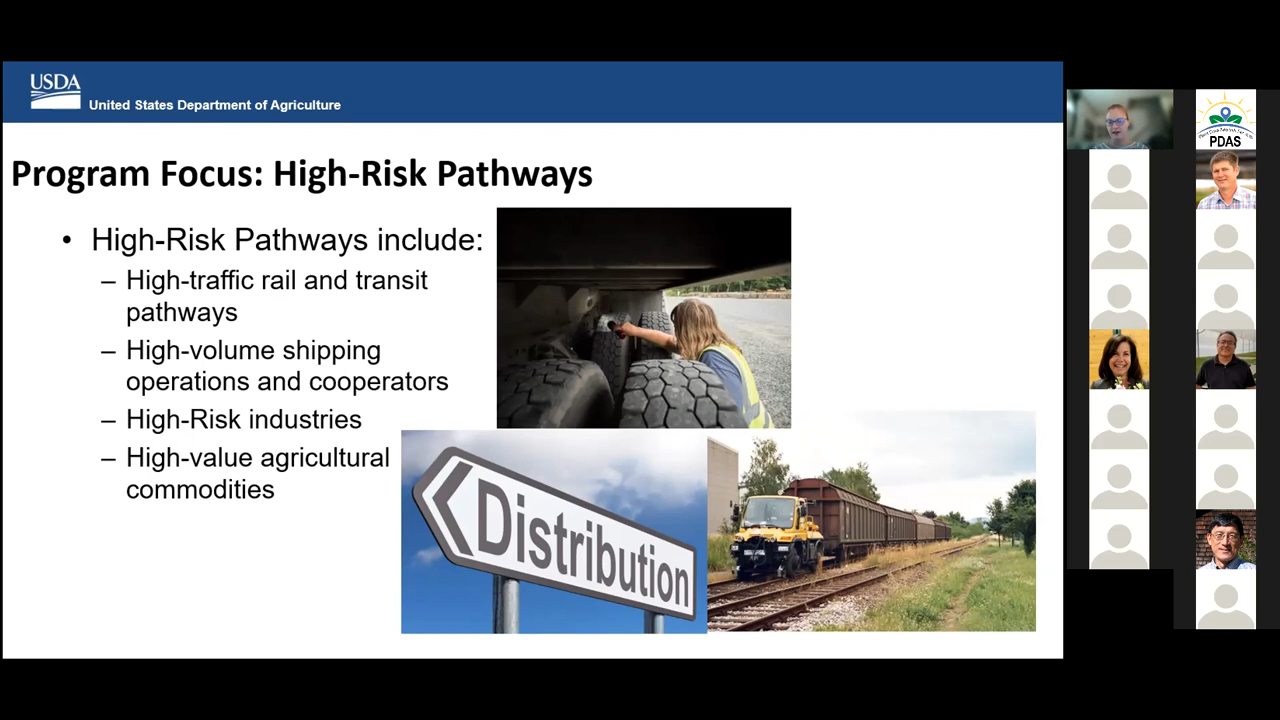 USDA
United States Department of Agriculture
Program Focus: High-Risk Pathways
• High-Risk Pathways include:
– High-traffic rail and transit
pathways
– High-volume shipping
operations and cooperators
– High-Risk industries
– High-value agricultural
commodities
Distribution
PDAS